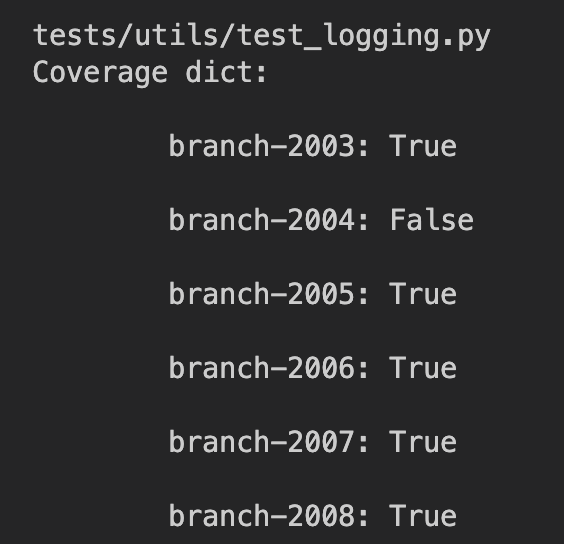 tests/utils/test_logging.py
Coverage dict:
branch-2003: True
branch-2004: False
branch-2005: True
branch-2006: True
branch-2007: True
branch-2008: True